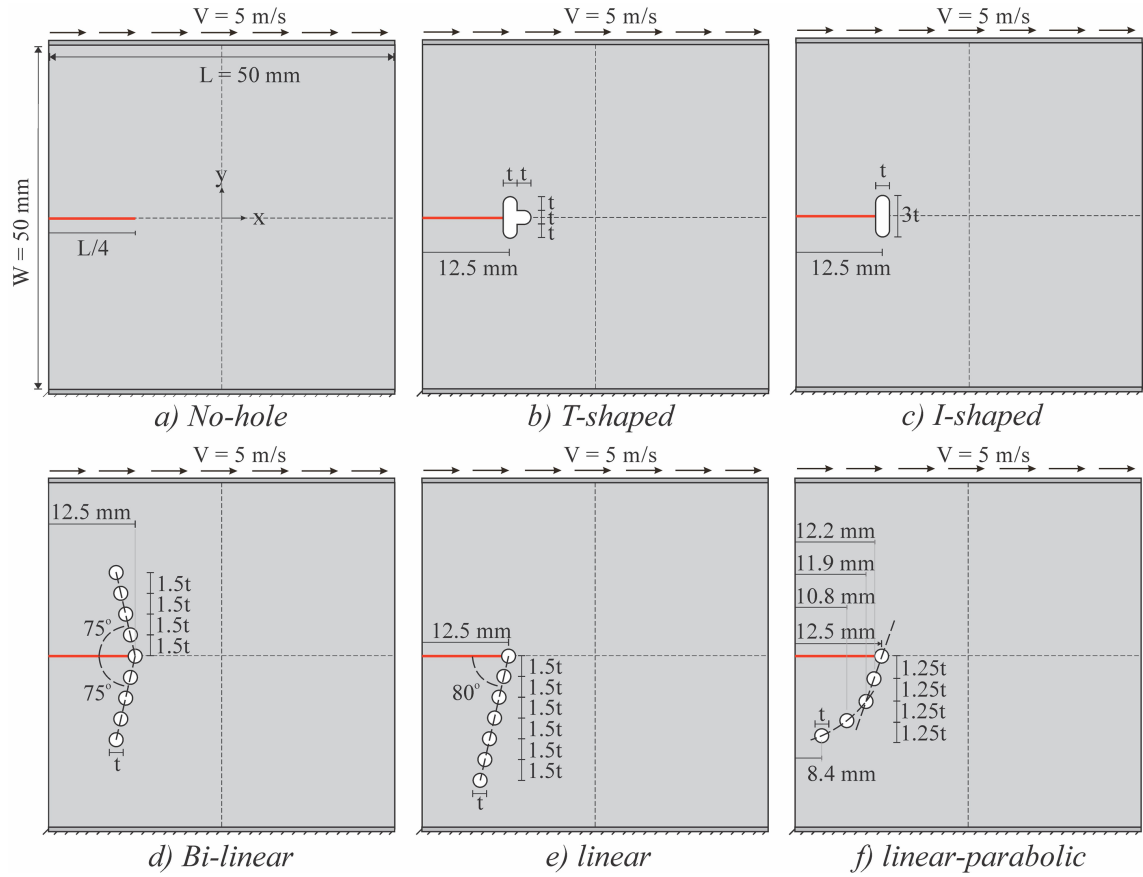 V = 5 m/s
L = 50 mm
W = 50 mm
y
x
L/4
a) No-hole
V = 5 m/s
t t
t
t
t
12.5 mm
b) T-shaped
V = 5 m/s
t
3t
12.5 mm
c) I-shaped
V = 5 m/s
12.5 mm
1.5t
1.5t
75°
1.5t
1.5t
75°
t
d) Bi-linear
V = 5 m/s
12.5 mm
80°
1.5t
1.5t
1.5t
1.5t
1.5t
1.5t
t
e) linear
V = 5 m/s
12.2 mm
11.9 mm
10.8 mm
12.5 mm
1.25t
1.25t
1.25t
1.25t
t
8.4 mm
f) linear-parabolic